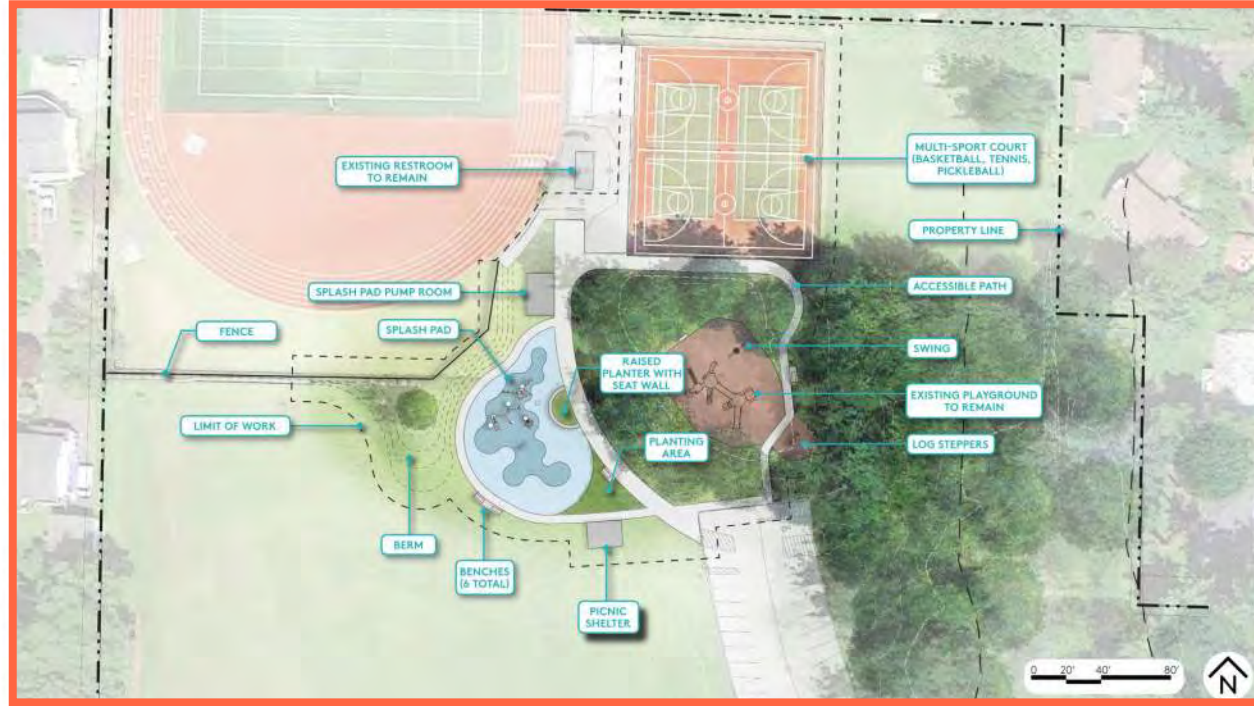 EXISTING RESTROOM
TO REMAIN
MULTI-SPORT COURT
(BASKETBALL, TENNIS,
PICKLEBALL)
PROPERTY LINE
SPLASH PAD PUMP ROOM
ACCESSIBLE PATH
FENCE
SPLASH PAD
RAISED
PLANTER WITH
SEAT WALL
SWING
EXISTING PLAYGROUND
TO REMAIN
LIMIT OF WORK
PLANTING
AREA
LOG STEPPERS
BERM
BENCHES
(6 TOTAL)
PICNIC
SHELTER
0 20' 40' 80'
N